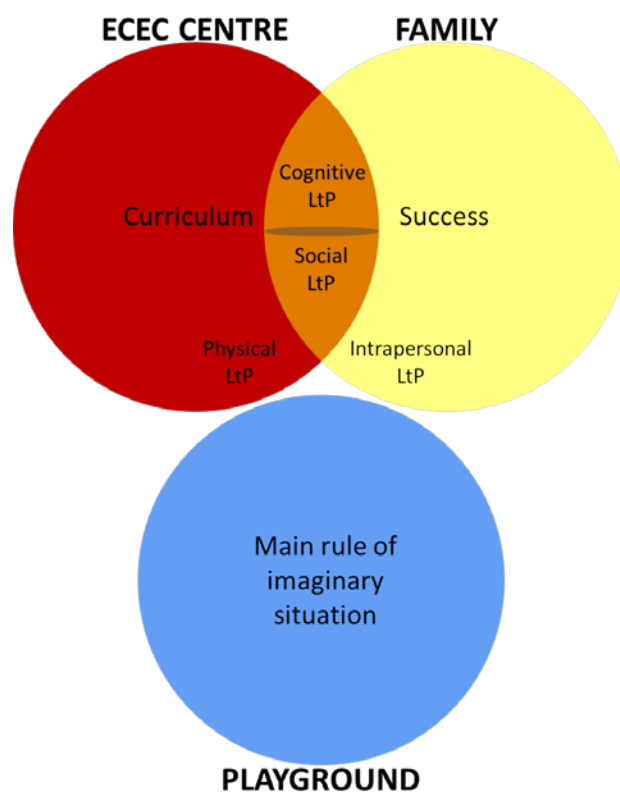 ECEC CENTRE
FAMILY
Cognitive
LtP
Curriculum
Success
Social
LtP
Physical
LtP
Intrapersonal
LtP
Main rule of
imaginary
situation
PLAYGROUND